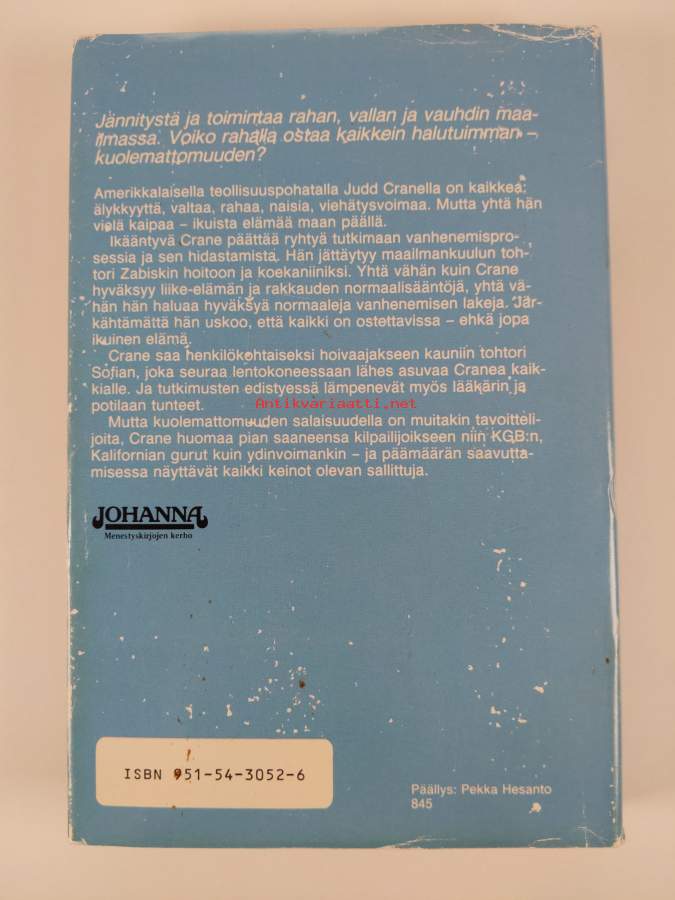 Jännitystä ja toimintaa rahan, vallan ja vauhdin maa-
ilmassa. Voiko rahalla ostaa kaikkein halutuimman –
kuolemattomuuden?
Amerikkalaisella teollisuuspohatalla Judd Cranella on kaikkea:
älykkyyttä, valtaa, rahaa, naisia, viehätysvoimaa. Mutta yhtä hän
vielä kaipaa – ikuista elämää maan päällä.
Ikääntyvä Crane päättää ryhtyä tutkimaan vanhenemispro-
sessia ja sen hidastamista. Hän jättäytyy maailmankuulun toh-
tori Zabiskin hoitoon ja koekaniiniksi. Yhtä vähän kuin Crane
hyväksyy liike-elämän ja rakkauden normaalisääntöjä, yhtä vä-
hän hän haluaa hyväksyä normaaleja vanhenemisen lakeja. Jär-
kähtämättä hän uskoo, että kaikki on ostettavissa – ehkä jopa
ikuinen elämä.
Crane saa henkilökohtaiseksi hoivaajakseen kauniin tohtori
Sofian, joka seuraa lentokoneessaan lähes asuvaa Cranea kaik-
kialle. Ja tutkimusten edistyessä lämpenevät myös lääkärin ja
potilaan tunteet.
Antikvariaatti.net
Mutta kuolemattomuuden salaisuudella on muitakin tavoitteli-
joita, Crane huomaa pian saaneensa kilpailijoikseen niin KGB:n,
Kalifornian gurut kuin ydinvoimankin – ja päämäärän saavutta-
misessa näyttävät kaikki keinot olevan sallittuja.
JOHANNA
Menestyskirjojen kerho
ISBN 951-54-3052-6
Päällys: Pekka Hesanto
845